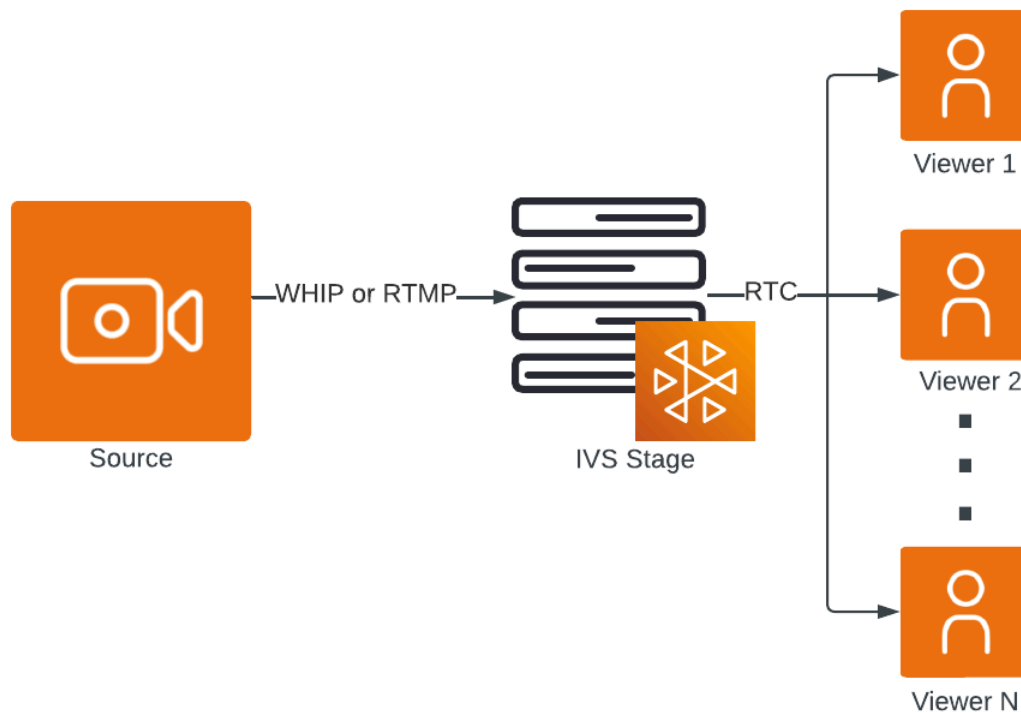 Viewer 1
WHIP or RTMP
RTC
Viewer 2
Source
IVS Stage
Viewer N